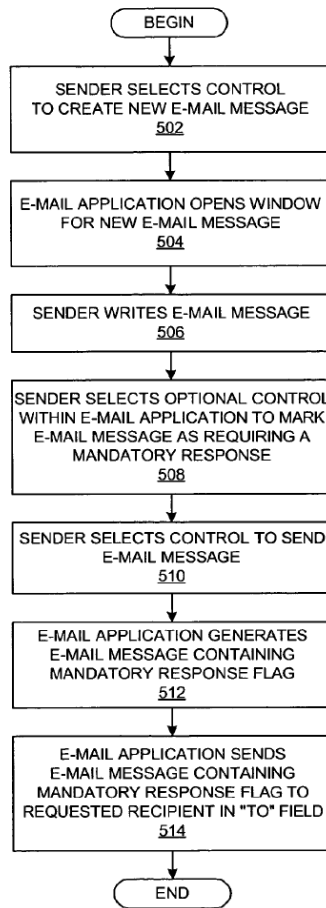 BEGIN
SENDER SELECTS CONTROL
TO CREATE NEW E-MAIL MESSAGE
502
E-MAIL APPLICATION OPENS WINDOW
FOR NEW E-MAIL MESSAGE
504
SENDER WRITES E-MAIL MESSAGE
506
SENDER SELECTS OPTIONAL CONTROL
WITHIN E-MAIL APPLICATION TO MARK
E-MAIL MESSAGE AS REQUIRING A
MANDATORY RESPONSE
508
SENDER SELECTS CONTROL TO SEND
E-MAIL MESSAGE
510
E-MAIL APPLICATION GENERATES
E-MAIL MESSAGE CONTAINING
MANDATORY RESPONSE FLAG
512
E-MAIL APPLICATION SENDS
E-MAIL MESSAGE CONTAINING
MANDATORY RESPONSE FLAG TO
REQUESTED RECIPIENT IN "TO" FIELD
514
END